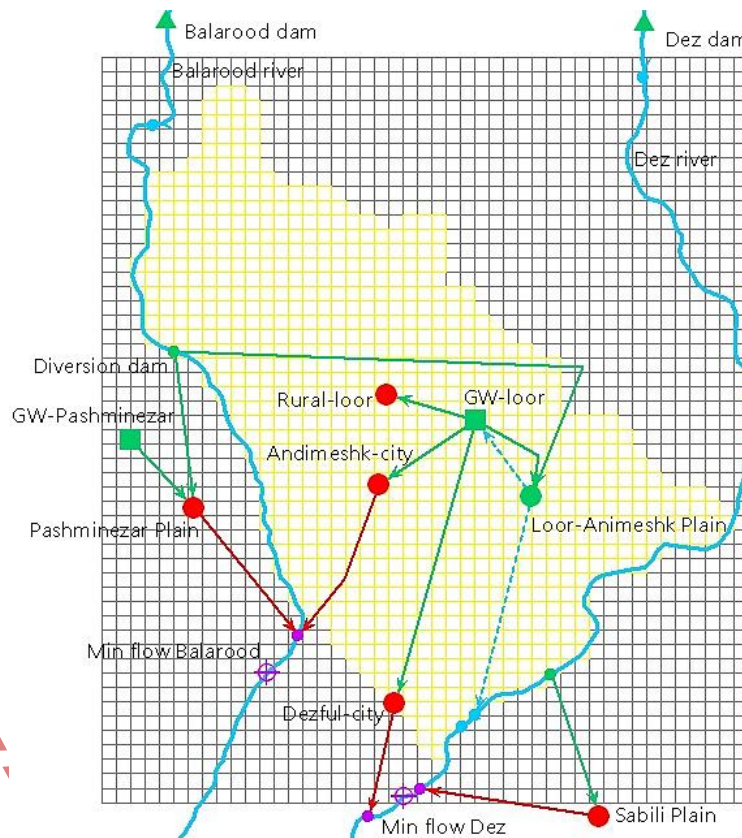 Balarood dam
Dez dam
Balarood river
Dez river
Diversion dam
Rural-loor
GW-loor
GW-Pashminezar
Andimeshk-city
Pashminezar Plain
Loor-Animeshk Plain
Min flow Balarood
Dezful-city
Min flow Dez
Sabili Plain